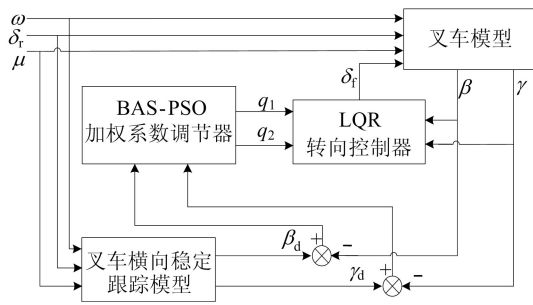 ω
δr
μ
叉车模型
δf
β
γ
BAS-PSO
加权系数调节器
q1
q2
LQR
转向控制器
βd
+
−
叉车横向稳定
跟踪模型
γd
+
−